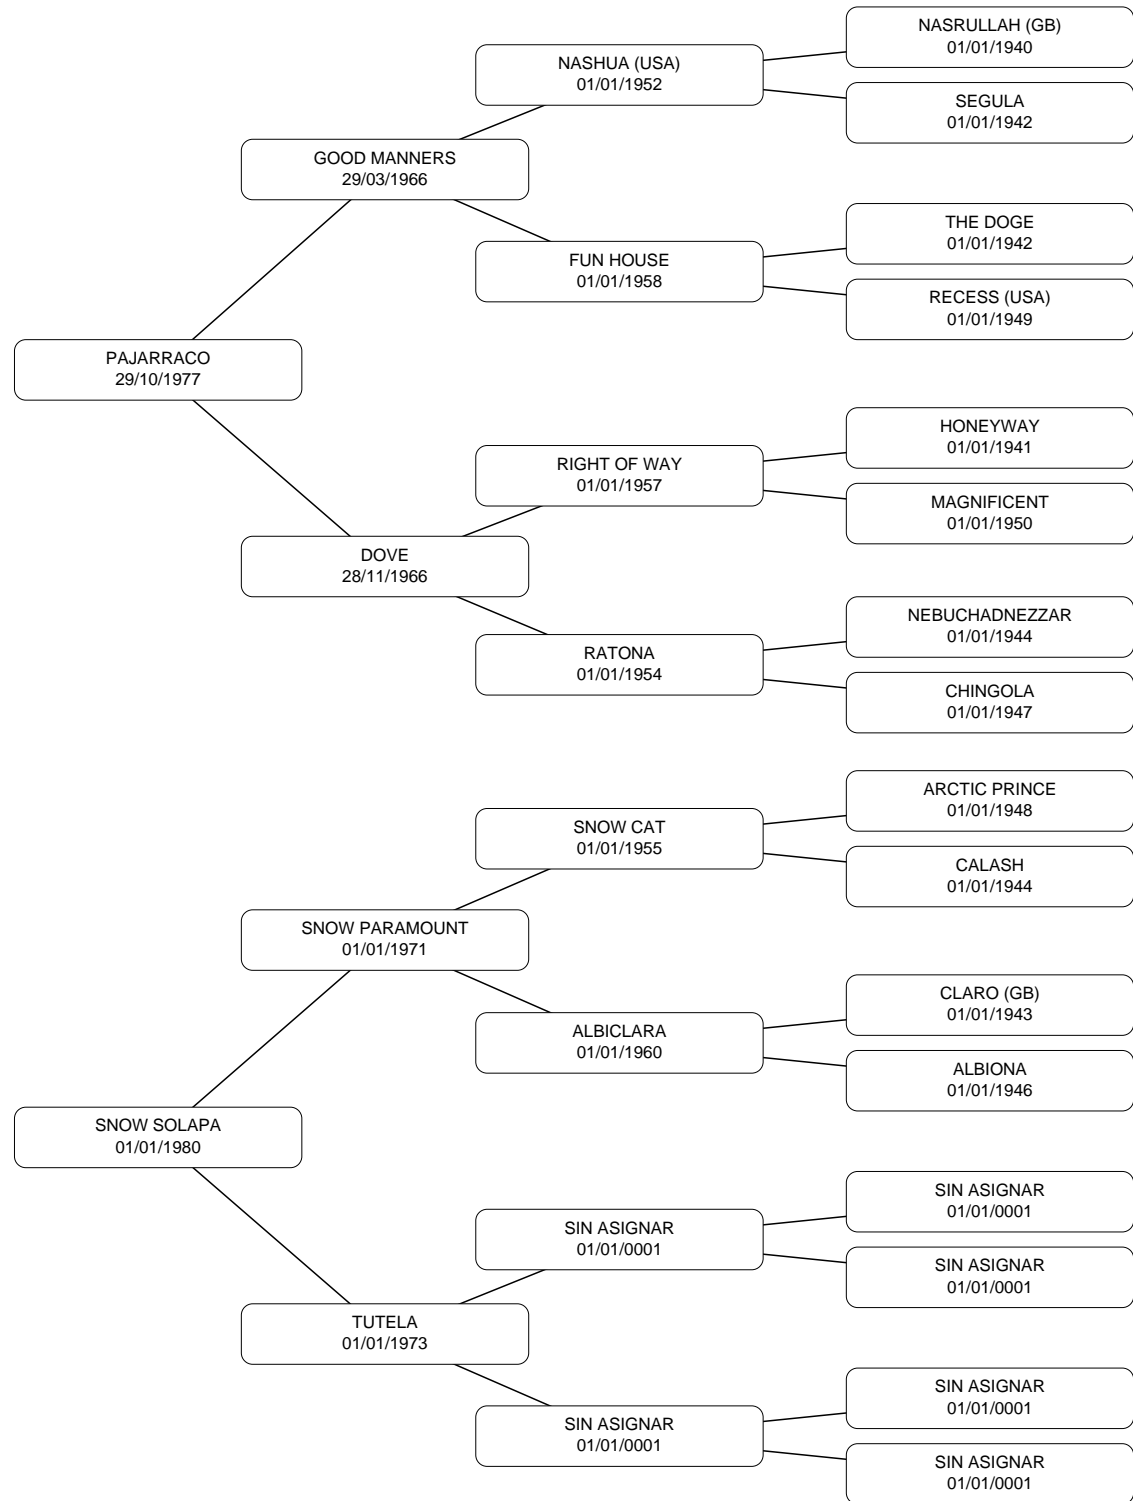 NASRULLAH (GB)
01/01/1940
NASHUA (USA)
01/01/1952
SEGULA
01/01/1942
GOOD MANNERS
29/03/1966
THE DOGE
01/01/1942
FUN HOUSE
01/01/1958
RECESS (USA)
01/01/1949
PAJARRACO
29/10/1977
HONEYWAY
01/01/1941
RIGHT OF WAY
01/01/1957
MAGNIFICENT
01/01/1950
DOVE
28/11/1966
NEBUCHADNEZZAR
01/01/1944
RATONA
01/01/1954
CHINGOLA
01/01/1947
ARCTIC PRINCE
01/01/1948
SNOW CAT
01/01/1955
CALASH
01/01/1944
SNOW PARAMOUNT
01/01/1971
CLARO (GB)
01/01/1943
ALBICLARA
01/01/1960
ALBIONA
01/01/1946
SNOW SOLAPA
01/01/1980
SIN ASIGNAR
01/01/0001
SIN ASIGNAR
01/01/0001
SIN ASIGNAR
01/01/0001
TUTELA
01/01/1973
SIN ASIGNAR
01/01/0001
SIN ASIGNAR
01/01/0001
SIN ASIGNAR
01/01/0001